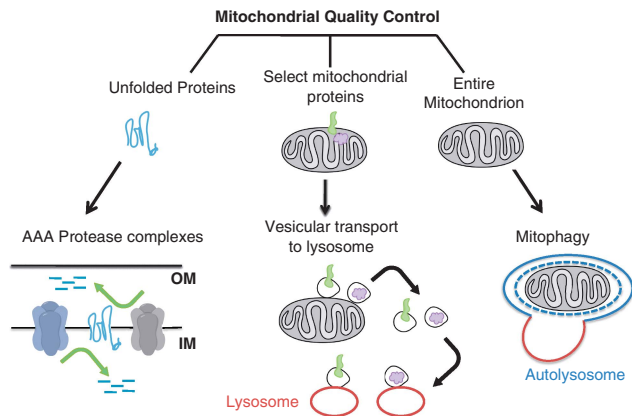 Mitochondrial Quality Control
Unfolded Proteins
Select mitochondrial
proteins
Entire
Mitochondrion
AAA Protease complexes
Vesicular transport
to lysosome
Mitophagy
OM
IM
Lysosome
Autolysosome